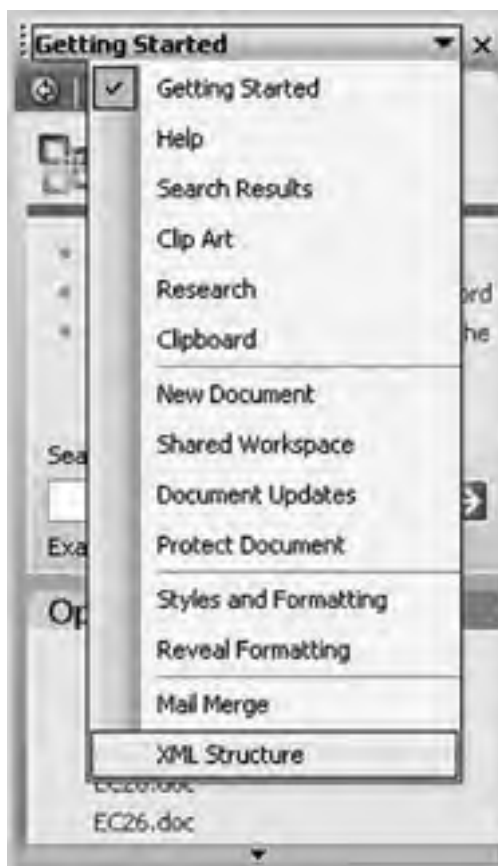 Getting Started
Getting Started
Help
Search Results
Clip Art
Research
Clipboard
New Document
Shared Workspace
Document Updates
Protect Document
Styles and Formatting
Reveal Formatting
Mail Merge
XML Structure
EC26.doc